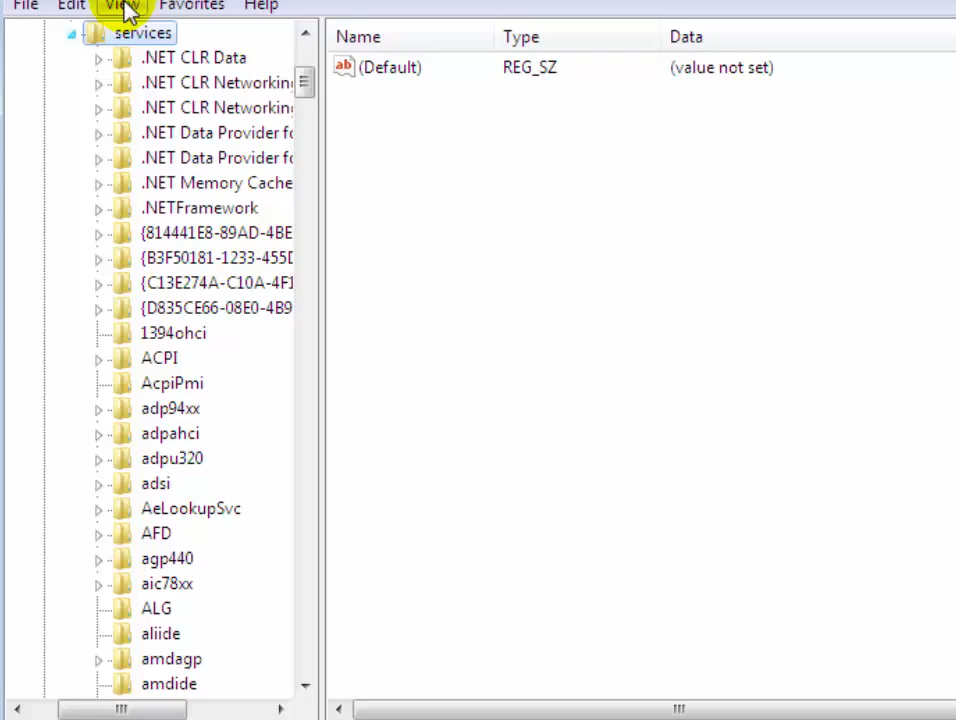 File Edit View Favorites Help
services
.NET CLR Data
.NET CLR Networking
.NET CLR Networking
.NET Data Provider fo
.NET Data Provider fo
.NET Memory Cache
.NETFramework
{814441E8-89AD-4BE
{B3F50181-1233-455D
{C13E274A-C10A-4F1
{D835CE66-08E0-4B9
1394ohci
ACPI
AcpiPmi
adp94xx
adpahci
adpu320
adsi
AeLookupSvc
AFD
agp440
aic78xx
ALG
aliide
amdagp
amdide
Name Type Data
ab (Default) REG_SZ (value not set)